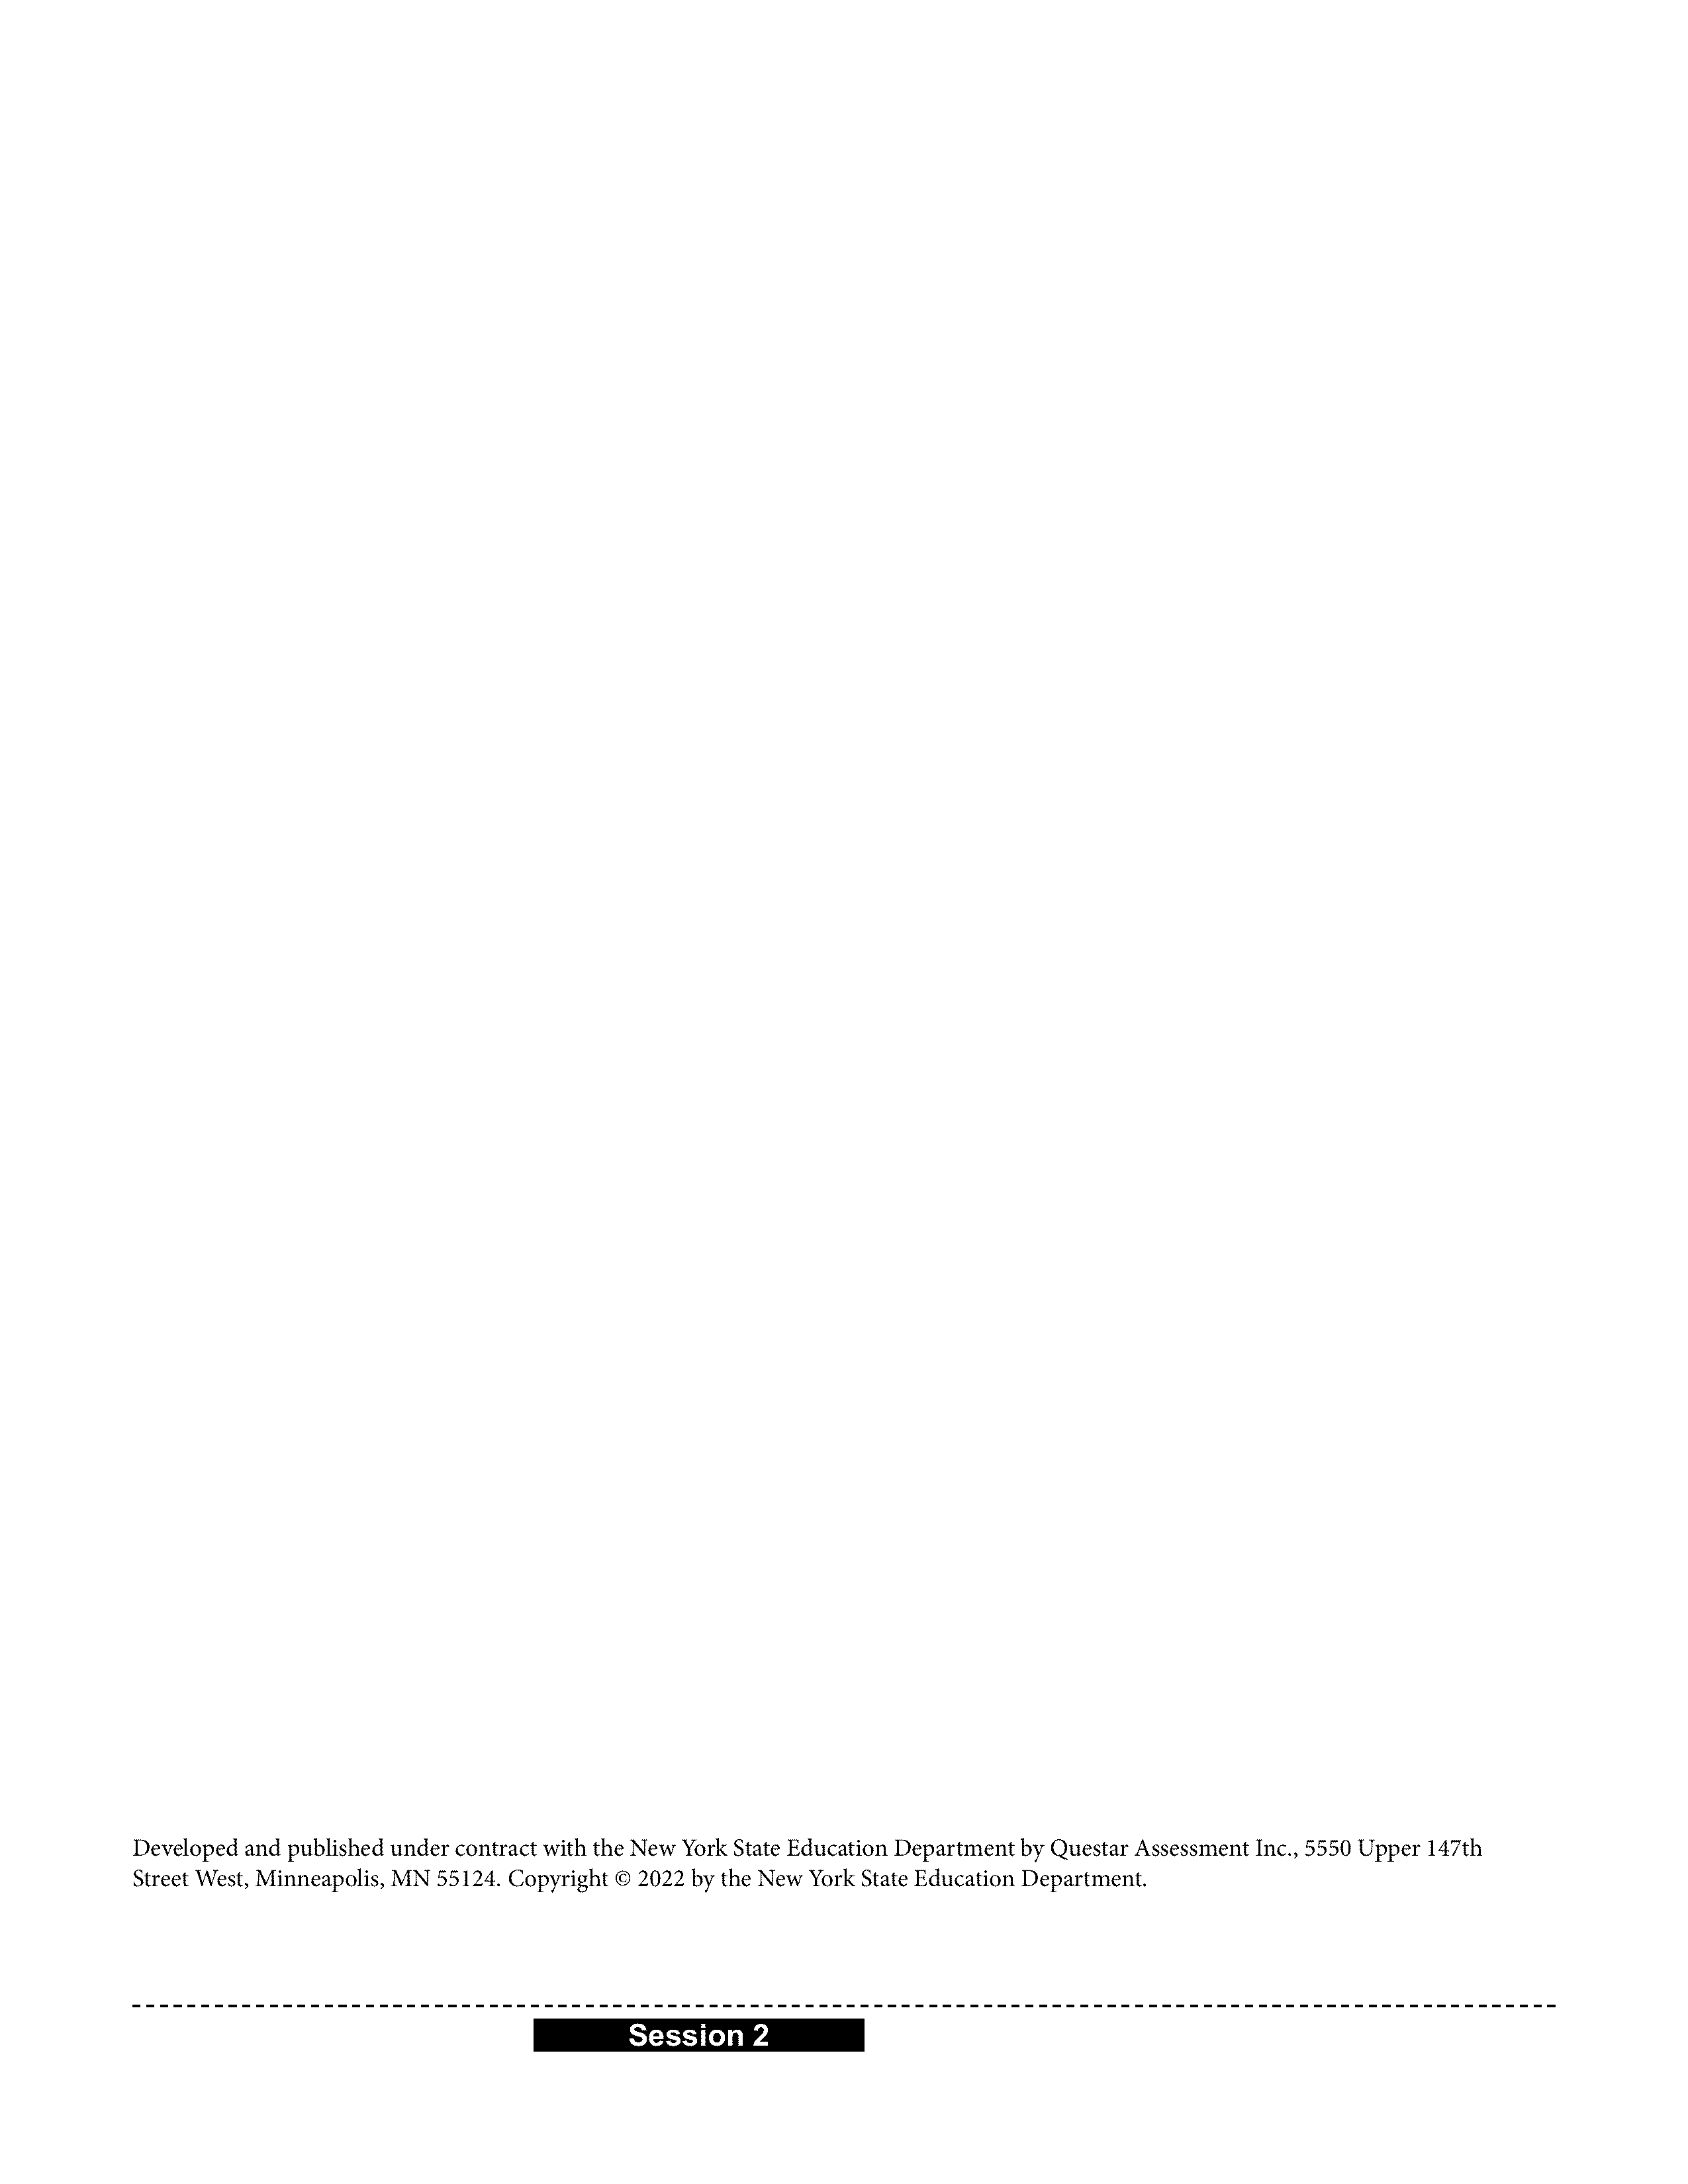 Developed and published under contract with the New York State Education Department by Questar Assessment Inc., 5550 Upper 147th
Street West, Minneapolis, MN 55124. Copyright © 2022 by the New York State Education Department.
Session 2